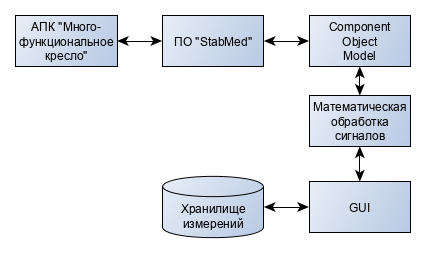 АПК "Много-
функциональное
кресло"
ПО "StabMed"
Component
Object
Model
Математическая
обработка
сигналов
Хранилище
измерений
GUI